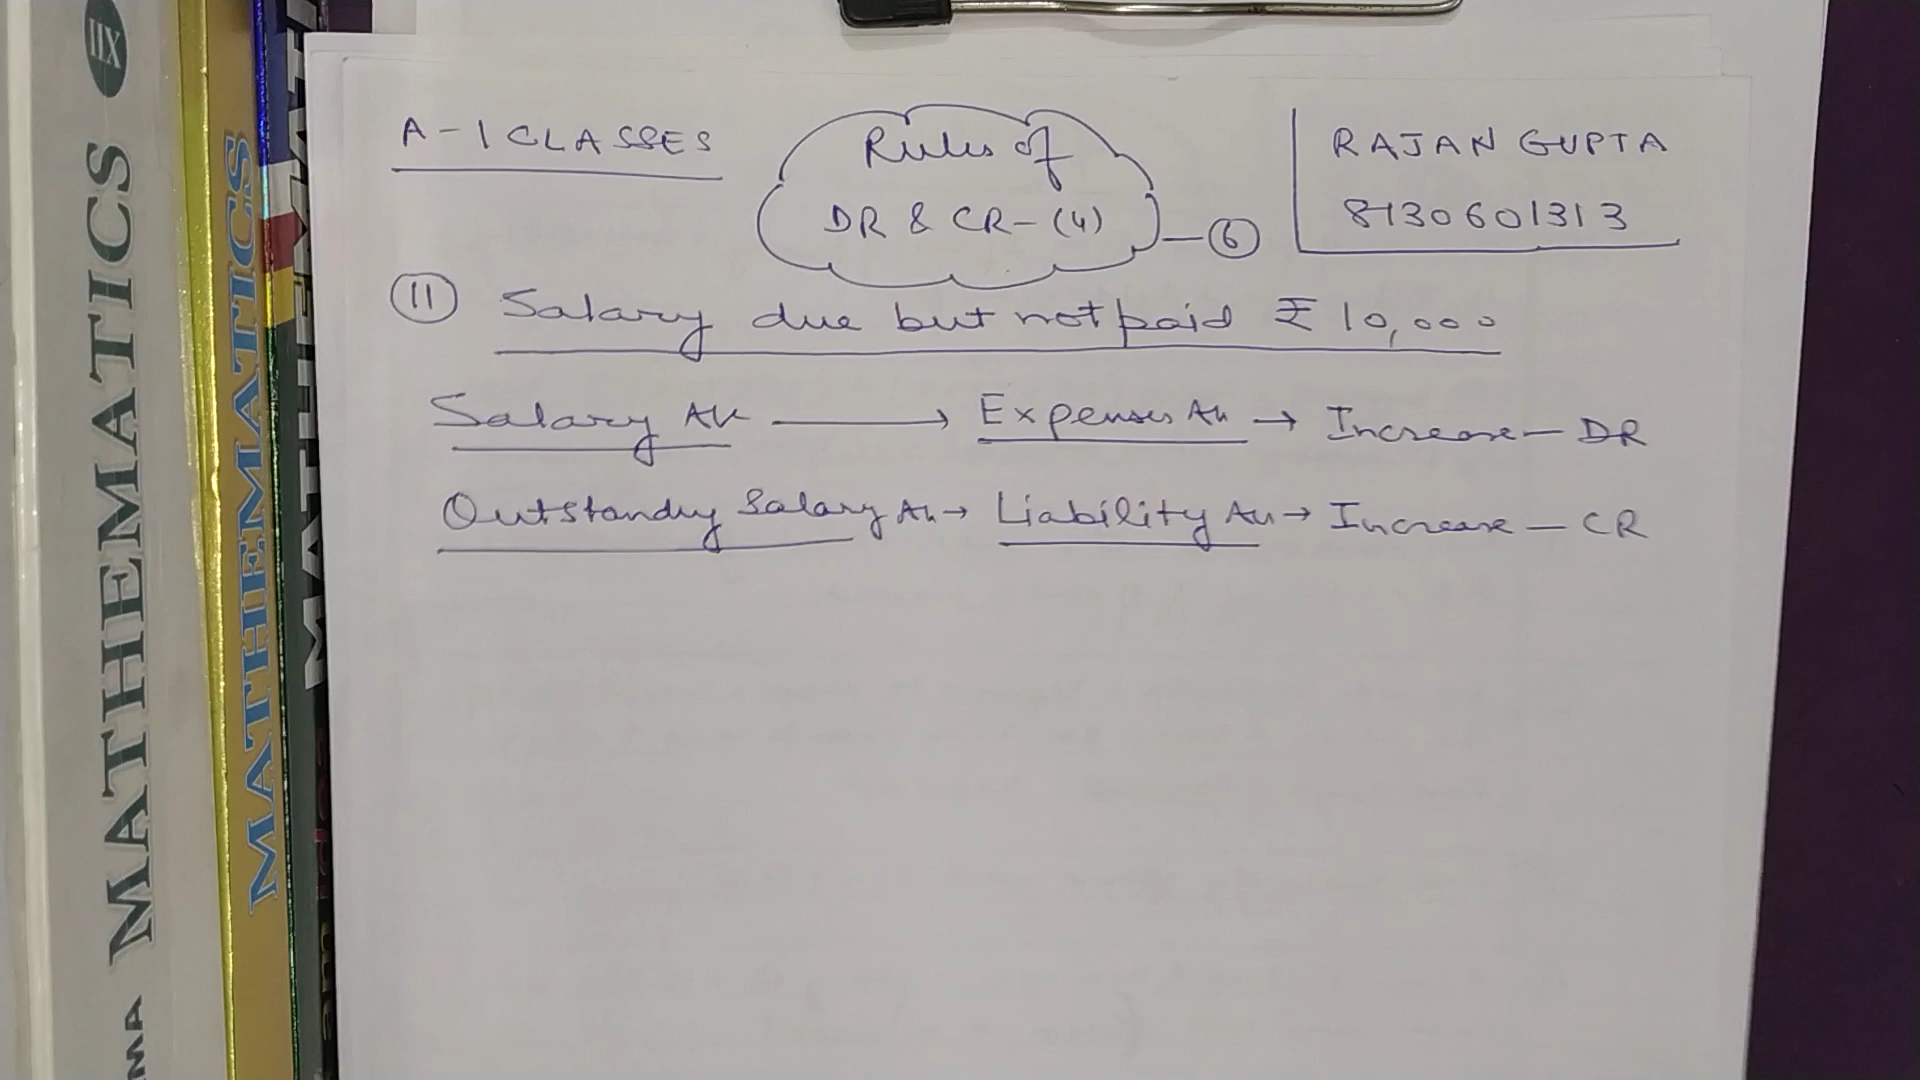 XII
MATHEMATICS
MATHEMATICS
A-1 CLASSES
Rules of
DR & CR - (4) - 6
RAJAN GUPTA
8130601313
11 Salary due but not paid ₹ 10,000
Salary A/c → Expenses A/c → Increase - DR
Outstanding Salary A/c → Liability A/c → Increase - CR